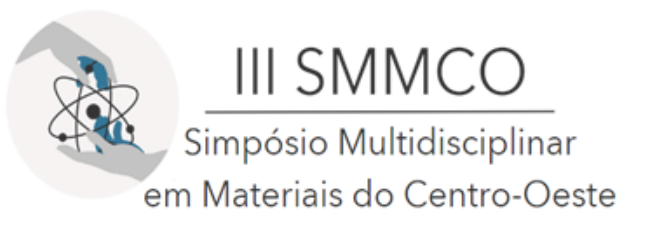 III SMMCO
Simpósio Multidisciplinar
em Materiais do Centro-Oeste